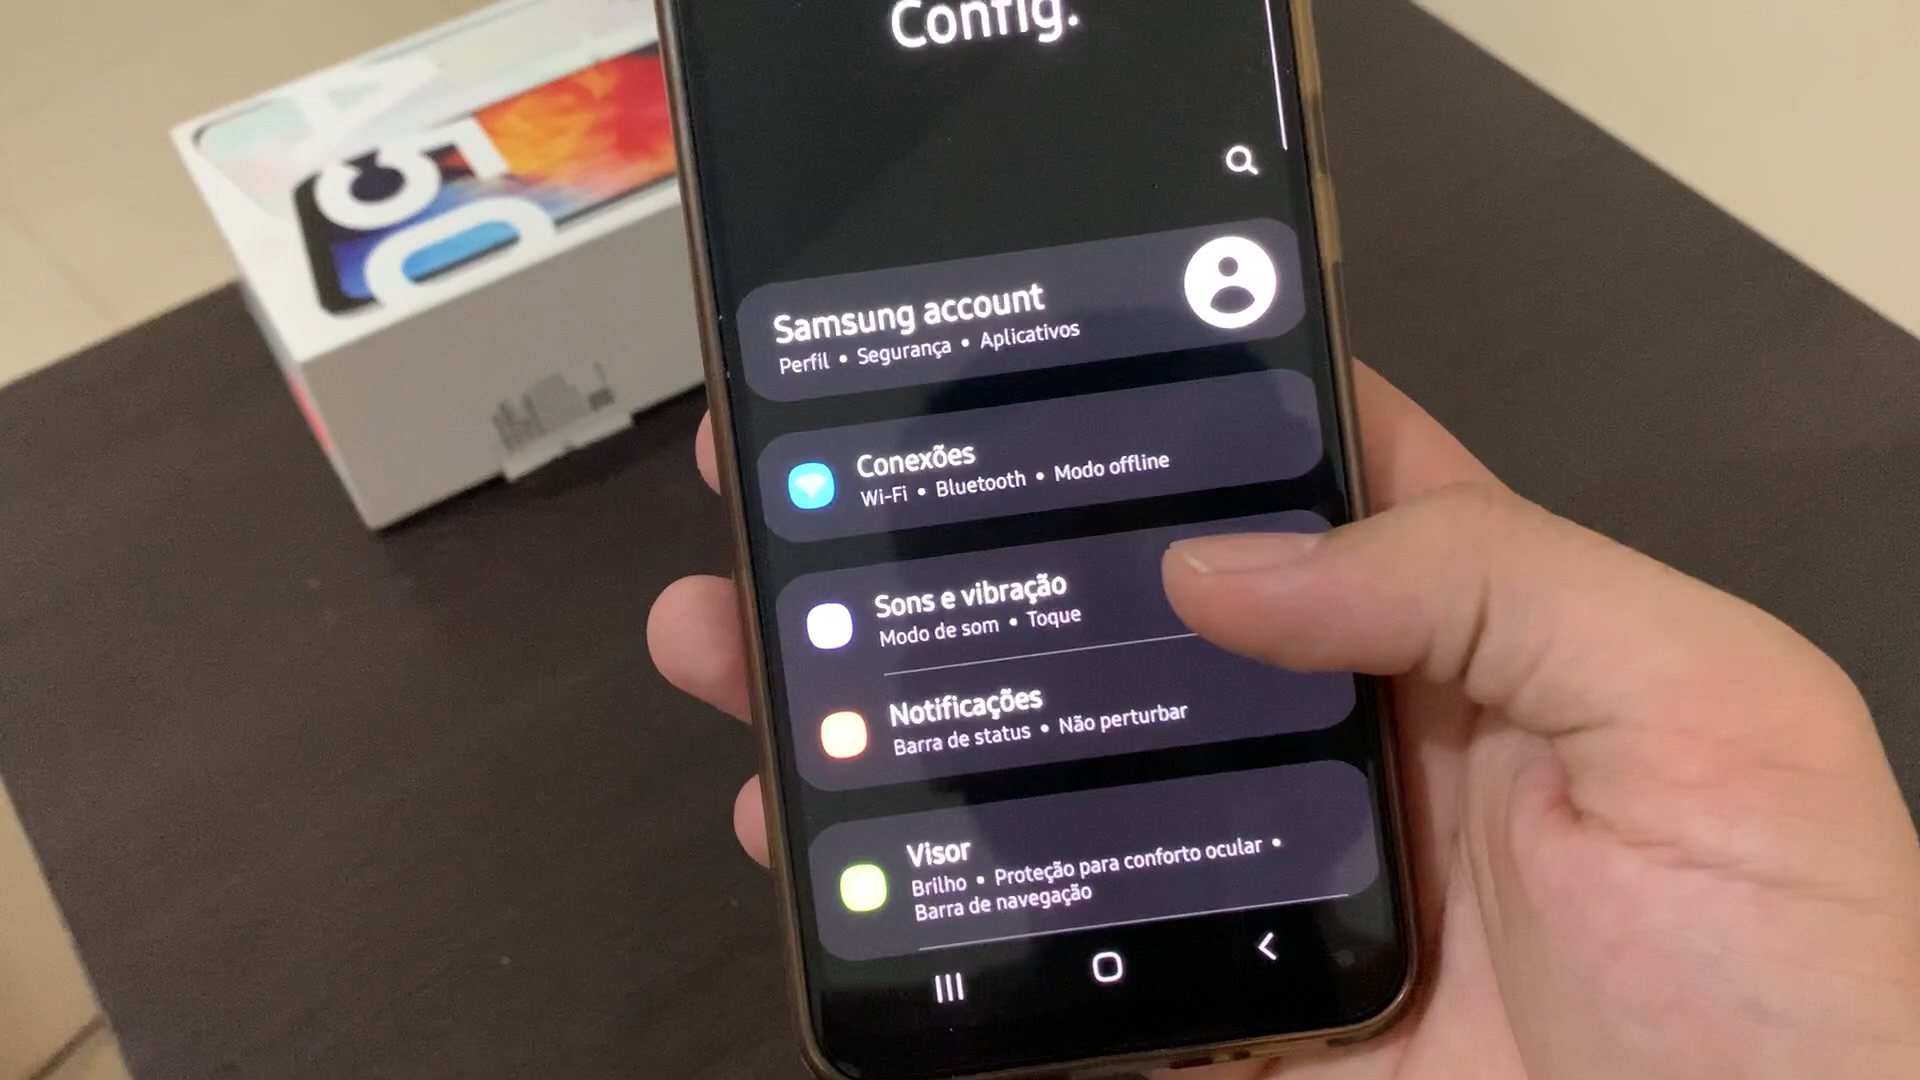 Config.
Samsung account
Perfil • Segurança • Aplicativos
Conexões
Wi-Fi • Bluetooth • Modo offline
Sons e vibração
Modo de som • Toque
Notificações
Barra de status • Não perturbar
Visor
Brilho • Proteção para conforto ocular •
Barra de navegação